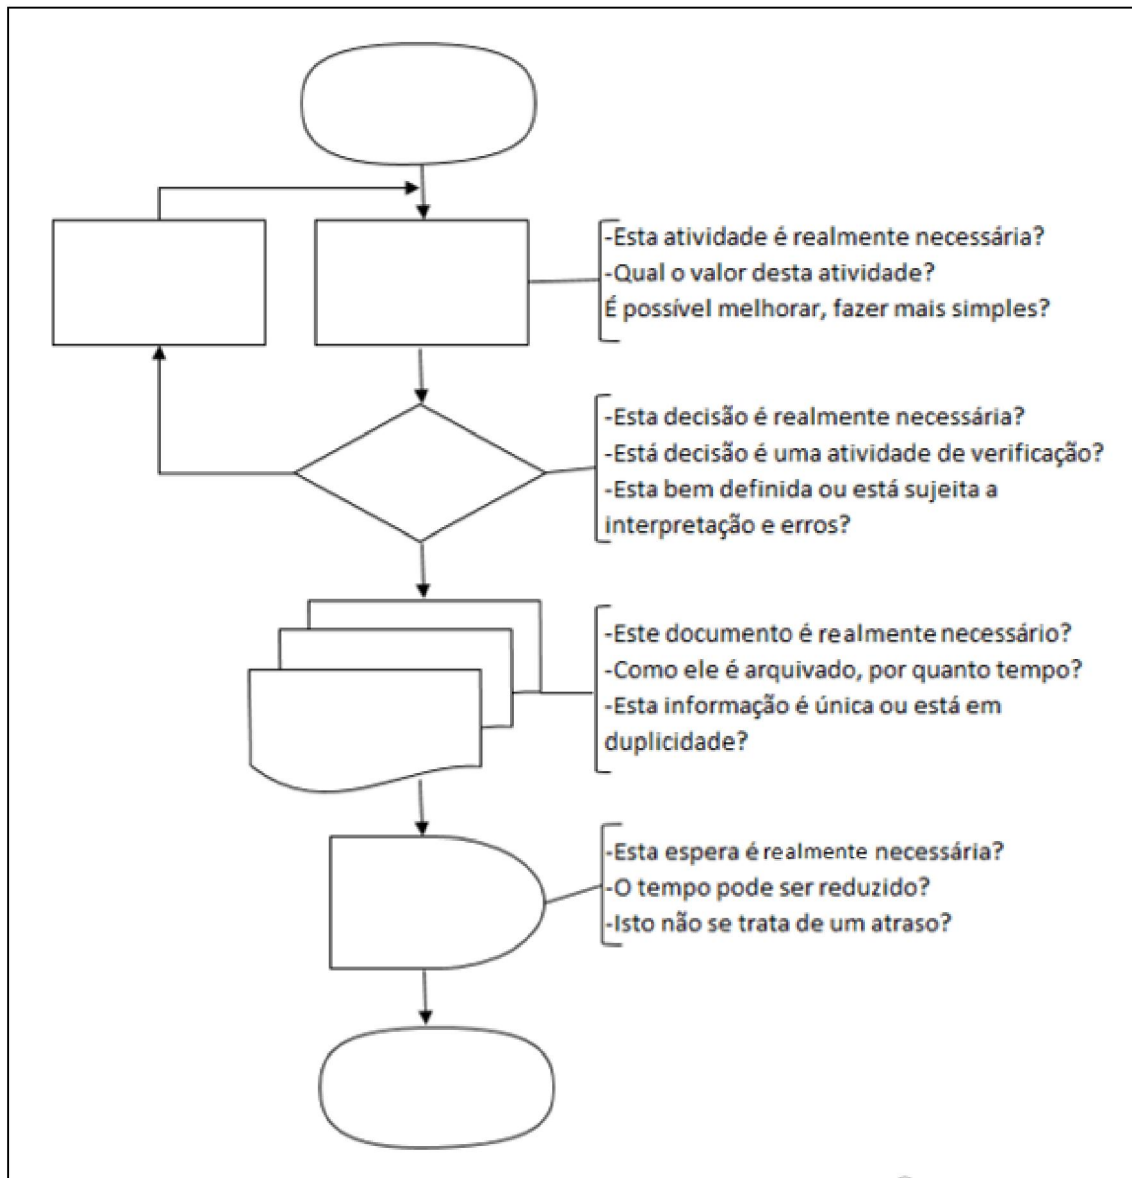 -Esta atividade é realmente necessária?
-Qual o valor desta atividade?
É possível melhorar, fazer mais simples?
-Esta decisão é realmente necessária?
-Está decisão é uma atividade de verificação?
-Esta bem definida ou está sujeita a
interpretação e erros?
-Este documento é realmente necessário?
-Como ele é arquivado, por quanto tempo?
-Esta informação é única ou está em
duplicidade?
-Esta espera é realmente necessária?
-O tempo pode ser reduzido?
-Isto não se trata de um atraso?